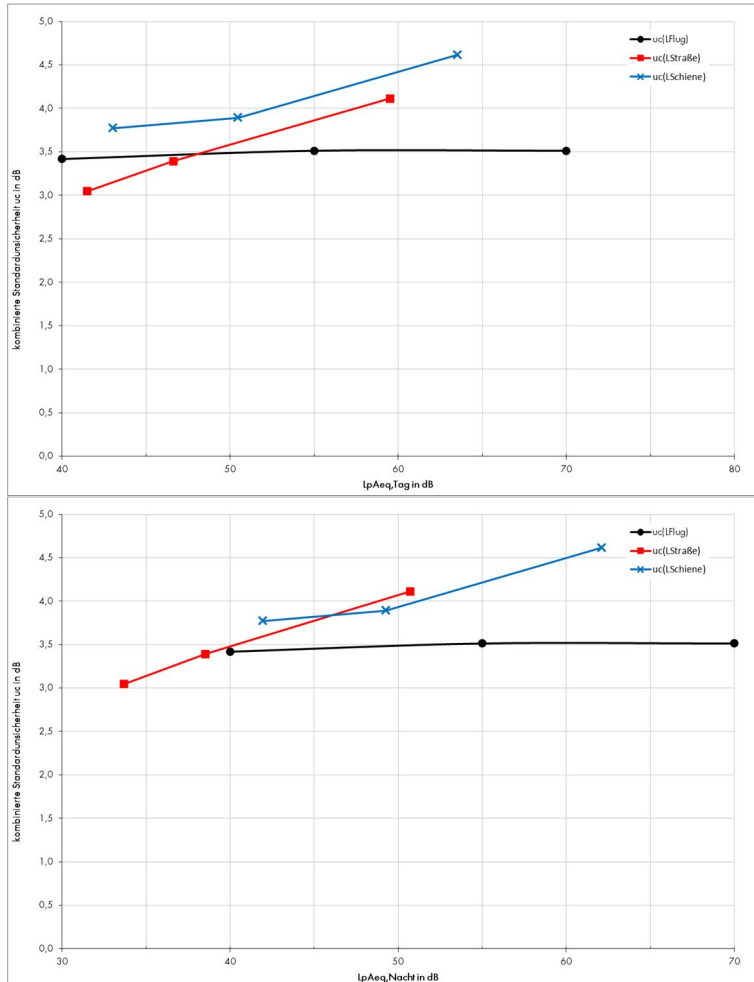 5,0
4,5
4,0
3,5
3,0
2,5
2,0
1,5
1,0
0,5
0,0
kombinierte Standardunsicherheit uc in dB
uc(LFlug)
uc(LStraße)
uc(LSchiene)
40 50 60 70 80
LpAeq,Tag in dB
5,0
4,5
4,0
3,5
3,0
2,5
2,0
1,5
1,0
0,5
0,0
kombinierte Standardunsicherheit uc in dB
uc(LFlug)
uc(LStraße)
uc(LSchiene)
30 40 50 60 70
LpAeq,Nacht in dB